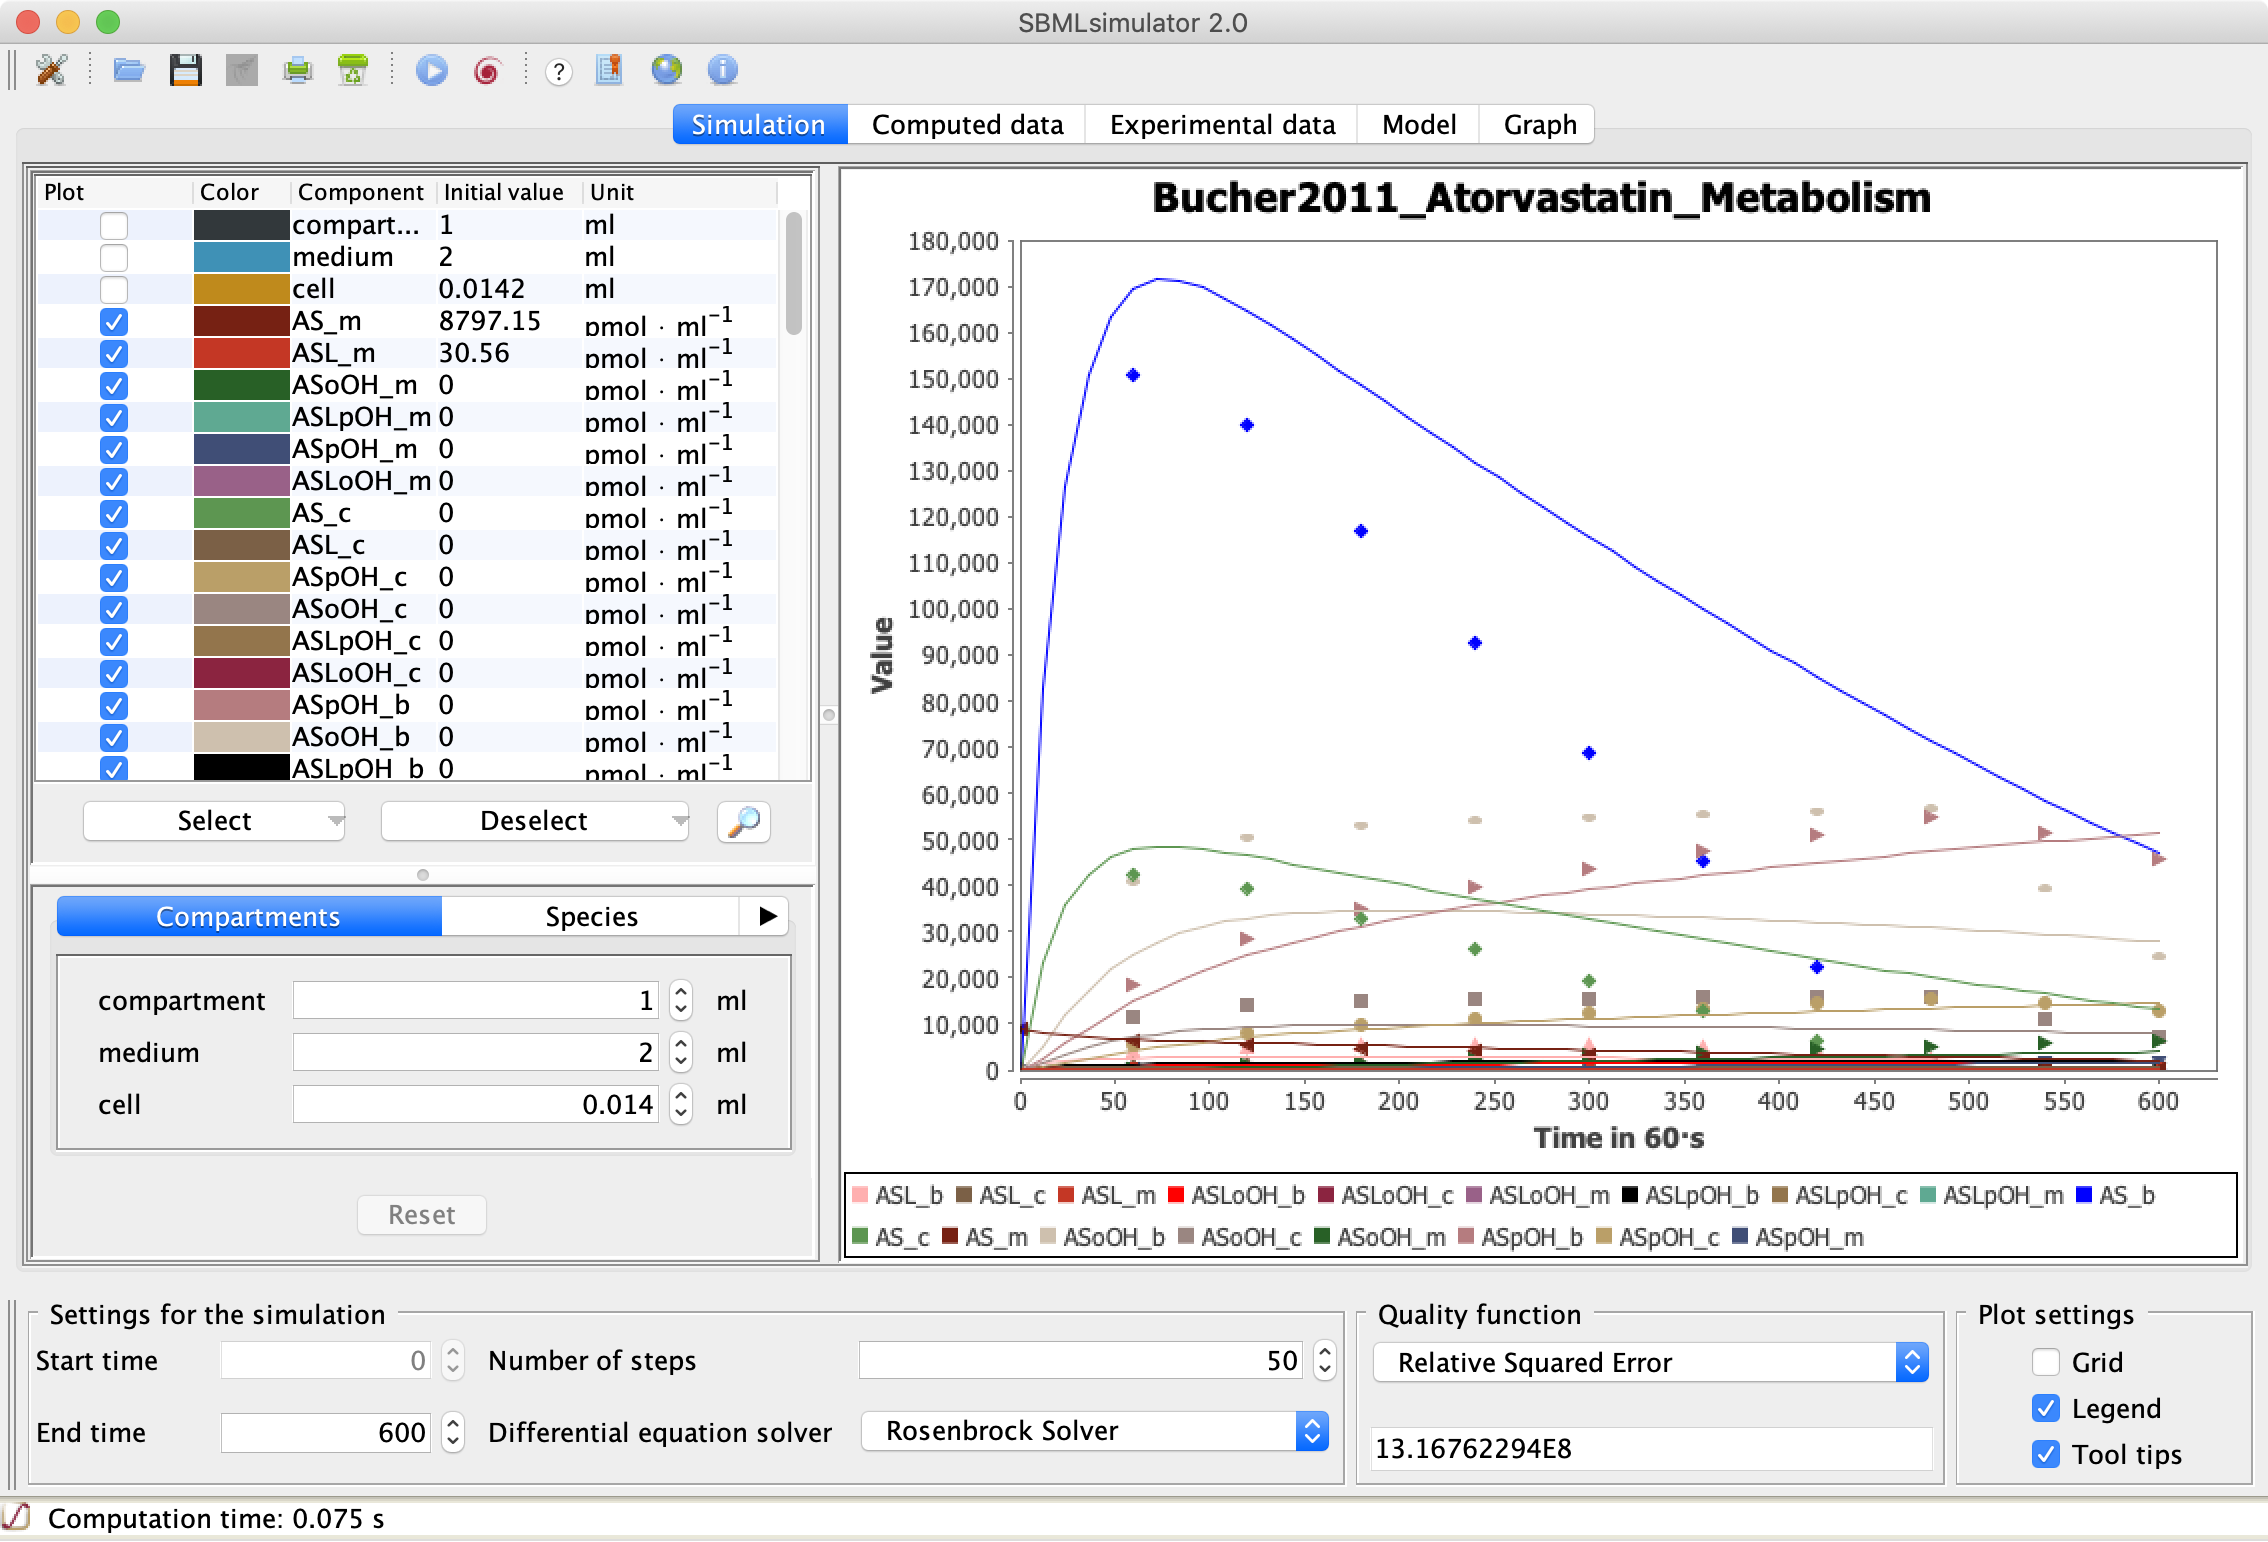 SBMLsimulator 2.0
?
Simulation Computed data Experimental data Model Graph
Plot Color Component Initial value Unit
compart... 1 ml
medium 2 ml
cell 0.0142 ml
AS_m 8797.15 pmol · ml⁻¹
ASL_m 30.56 pmol · ml⁻¹
ASoOH_m 0 pmol · ml⁻¹
ASLpOH_m 0 pmol · ml⁻¹
ASpOH_m 0 pmol · ml⁻¹
ASLoOH_m 0 pmol · ml⁻¹
AS_c 0 pmol · ml⁻¹
ASL_c 0 pmol · ml⁻¹
ASpOH_c 0 pmol · ml⁻¹
ASoOH_c 0 pmol · ml⁻¹
ASLpOH_c 0 pmol · ml⁻¹
ASLoOH_c 0 pmol · ml⁻¹
ASpOH_b 0 pmol · ml⁻¹
ASoOH_b 0 pmol · ml⁻¹
ASLpOH_b 0 pmol · ml⁻¹
Select Deselect
Compartments Species
compartment 1 ml
medium 2 ml
cell 0.014 ml
Reset
Bucher2011_Atorvastatin_Metabolism
180,000
170,000
160,000
150,000
140,000
130,000
120,000
110,000
100,000
90,000
80,000
70,000
60,000
50,000
40,000
30,000
20,000
10,000
0
Value
0 50 100 150 200 250 300 350 400 450 500 550 600
Time in 60·s
ASL_b ASL_c ASL_m ASLoOH_b ASLoOH_c ASLoOH_m ASLpOH_b ASLpOH_c ASLpOH_m AS_b
AS_c AS_m ASoOH_b ASoOH_c ASoOH_m ASpOH_b ASpOH_c ASpOH_m
Settings for the simulation
Start time 0 Number of steps 50
End time 600 Differential equation solver Rosenbrock Solver
Quality function
Relative Squared Error
13.16762294E8
Plot settings
Grid
Legend
Tool tips
Computation time: 0.075 s